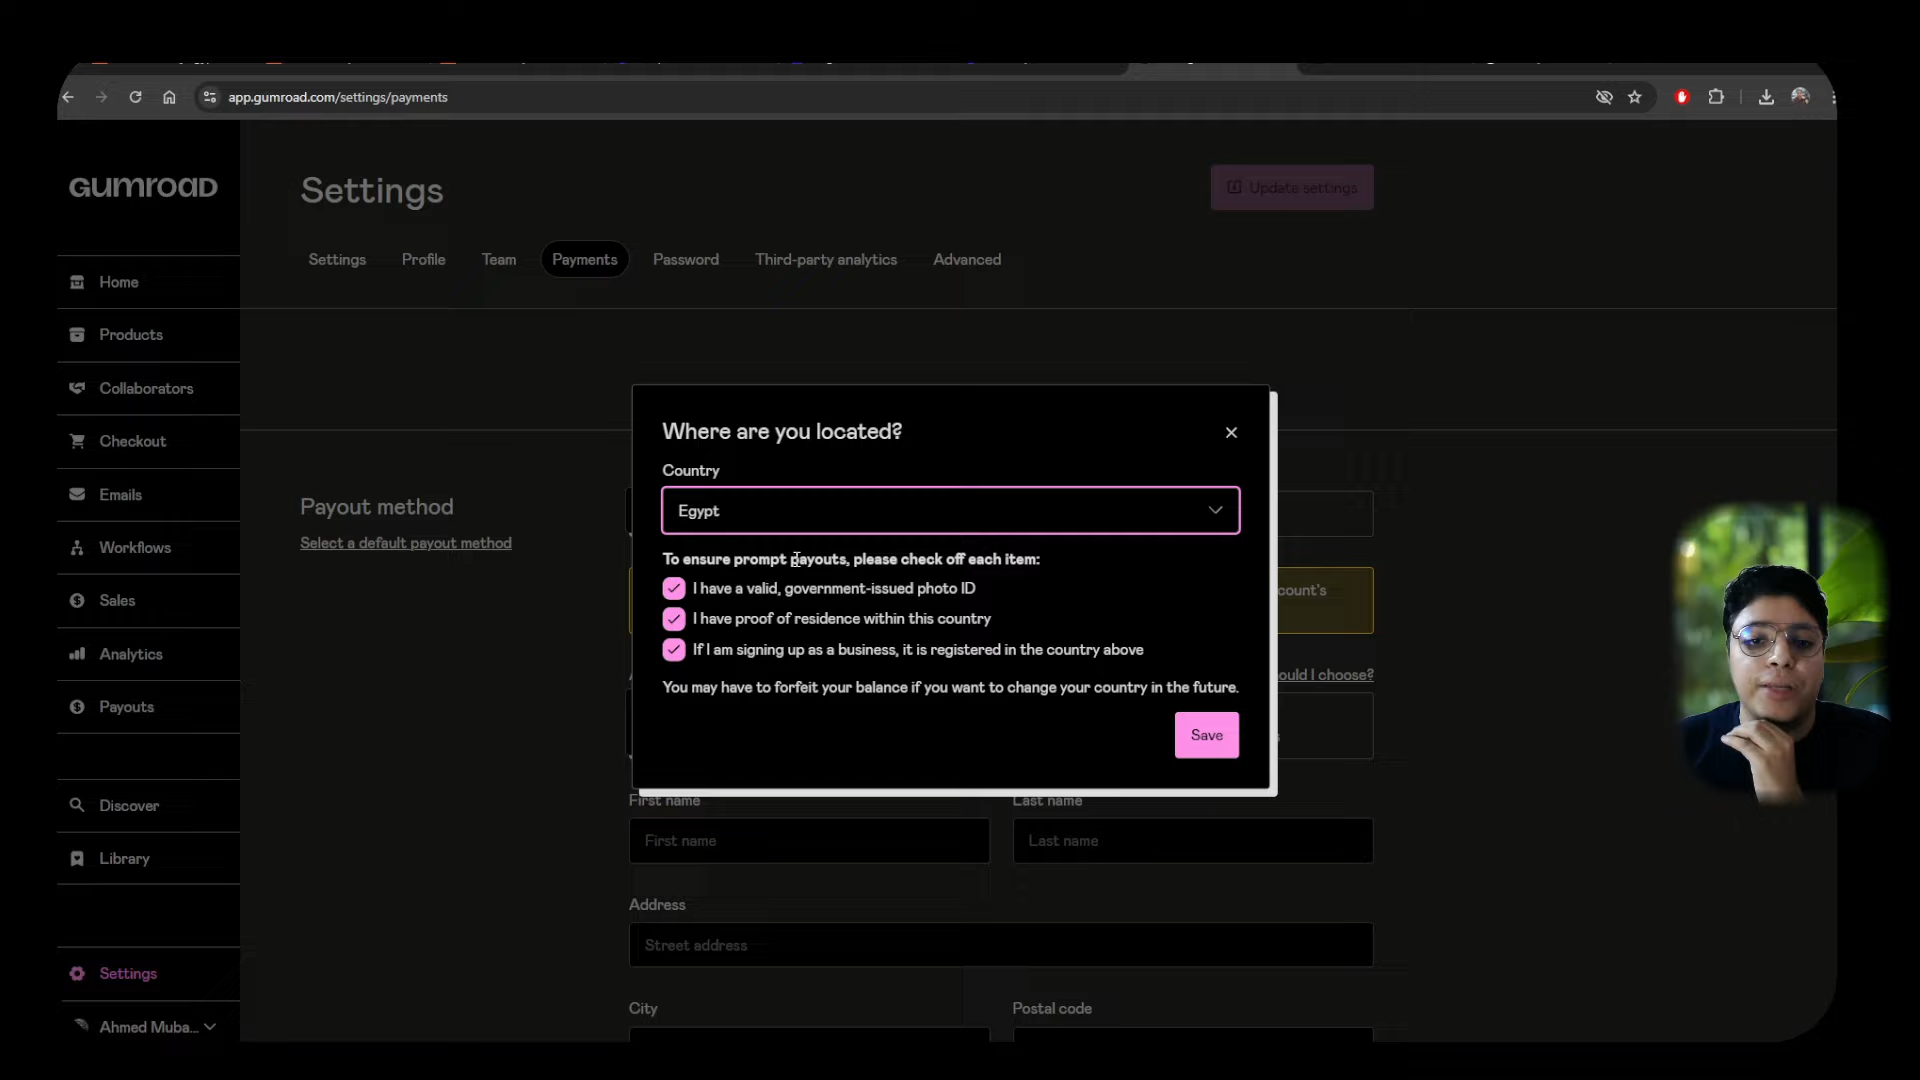 app.gumroad.com/settings/payments
GUMROAD
Settings
Update settings
Settings
Profile
Team
Payments
Password
Third-party analytics
Advanced
Home
Products
Collaborators
Checkout
Emails
Workflows
Sales
Analytics
Payouts
Discover
Library
Settings
Ahmed Muba...
Payout method
Select a default payout method
Where are you located?
Country
Egypt
To ensure prompt payouts, please check off each item:
I have a valid, government-issued photo ID
I have proof of residence within this country
If I am signing up as a business, it is registered in the country above
You may have to forfeit your balance if you want to change your country in the future.
Save
count's
ould I choose?
First name
Last name
First name
Last name
Address
Street address
City
Postal code